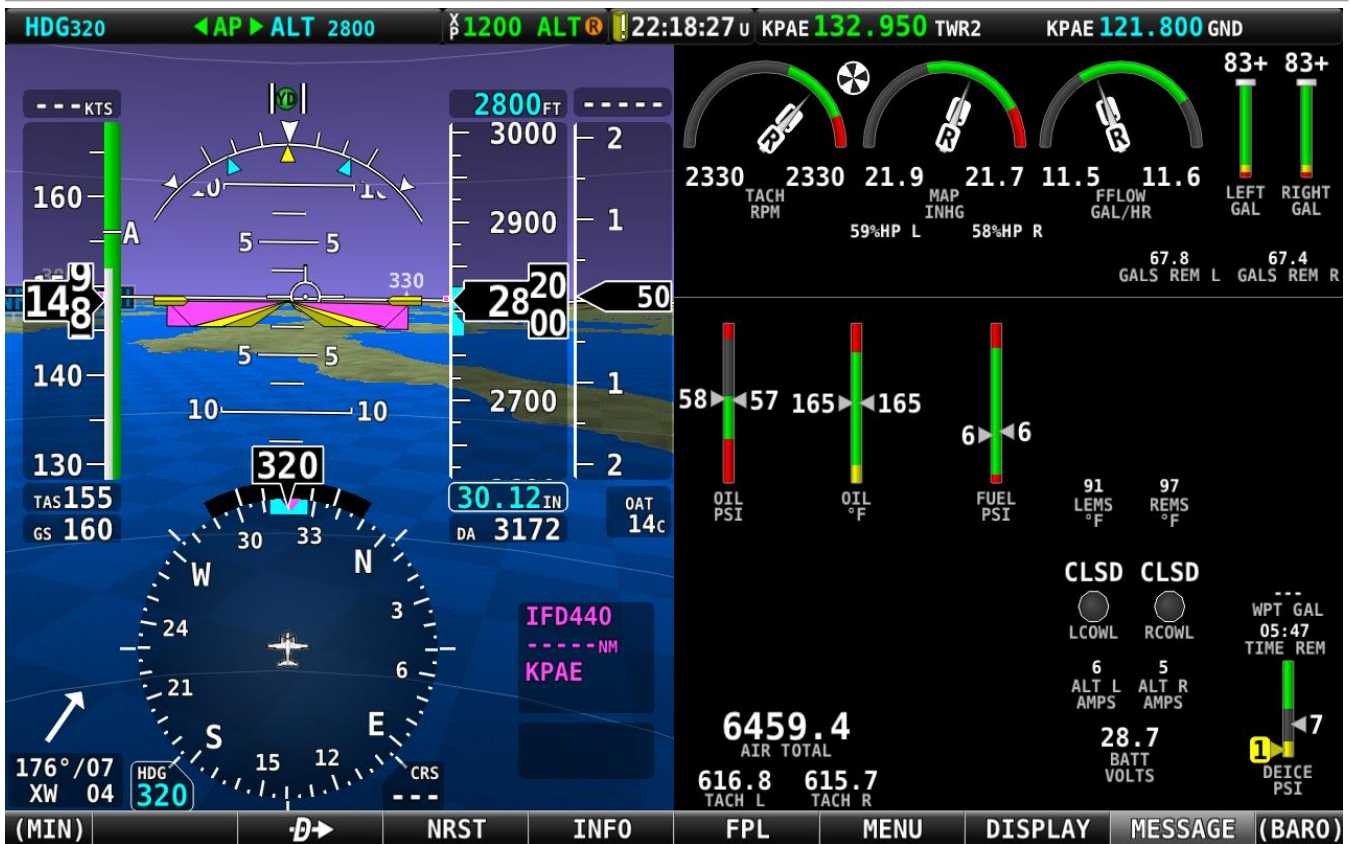 HDG320 ◀AP▶ ALT 2800 XP1200 ALT R ! 22:18:27 U KPAE 132.950 TWR2 KPAE 121.800 GND
---KTS YD 2800FT -----
3000 2
160 10 10
2900 1
A 5 5
330
148 9 8 2820 00 50
5 5
140 1
10 10 2700
130 320 2
TAS155 30.12IN OAT
GS 160 DA 3172 14C
30 33
W N
3
24
6
21
S E
15 12
IFD440
-----NM
KPAE
176°/07 HDG CRS
XW 04 320 ---
83+ 83+
R R R
2330 2330 21.9 21.7 11.5 11.6
TACH MAP FFLOW LEFT RIGHT
RPM INHG GAL/HR GAL GAL
59%HP L 58%HP R
67.8 67.4
GALS REM L GALS REM R
58 57 165 165 6 6
OIL OIL FUEL 91 97
PSI °F PSI LEMS REMS
°F °F
CLSD CLSD
LCOWL RCOWL
---
WPT GAL
05:47
TIME REM
6 5
ALT L ALT R
AMPS AMPS
6459.4
AIR TOTAL
28.7
BATT
VOLTS
7
1
DEICE
PSI
616.8 615.7
TACH L TACH R
(MIN) D NRST INFO FPL MENU DISPLAY MESSAGE (BARO)